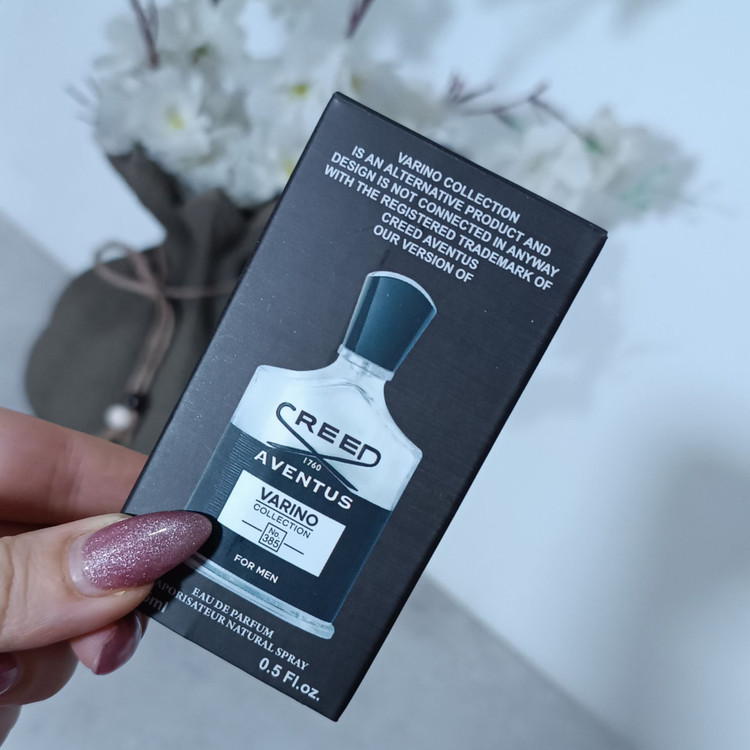 VARINO COLLECTION
IS AN ALTERNATIVE PRODUCT AND
DESIGN IS NOT CONNECTED IN ANYWAY
WITH THE REGISTERED TRADEMARK OF
CREED AVENTUS
OUR VERSION OF
CREED
1760
AVENTUS
VARINO
COLLECTION
No.
385
FOR MEN
EAU DE PARFUM
VAPORISATEUR NATURAL SPRAY
0.5 Fl.oz.